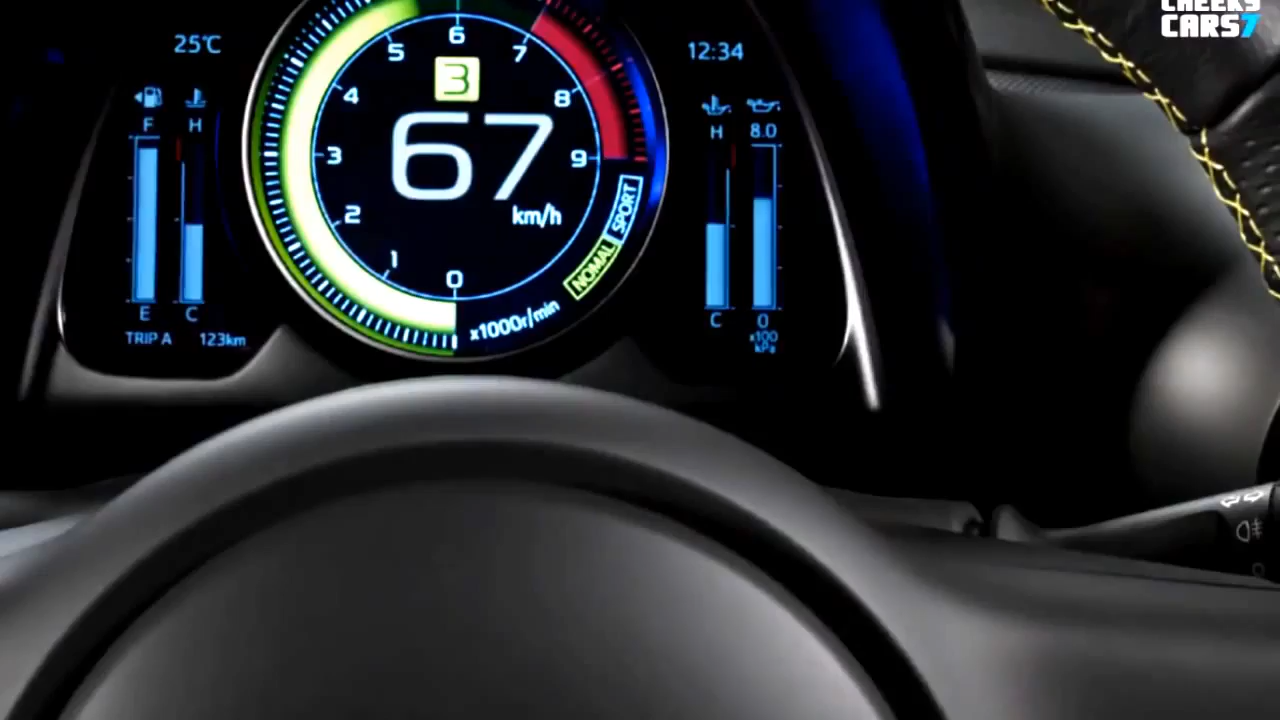 CHEEKS
CARS7
25℃
12:34
F
H
E
C
TRIP A 123km
6
5
7
4
8
3
9
2
1
0
3
67
km/h
SPORT
NOMAL
x1000r/min
H
8.0
C
0
x100
kPa